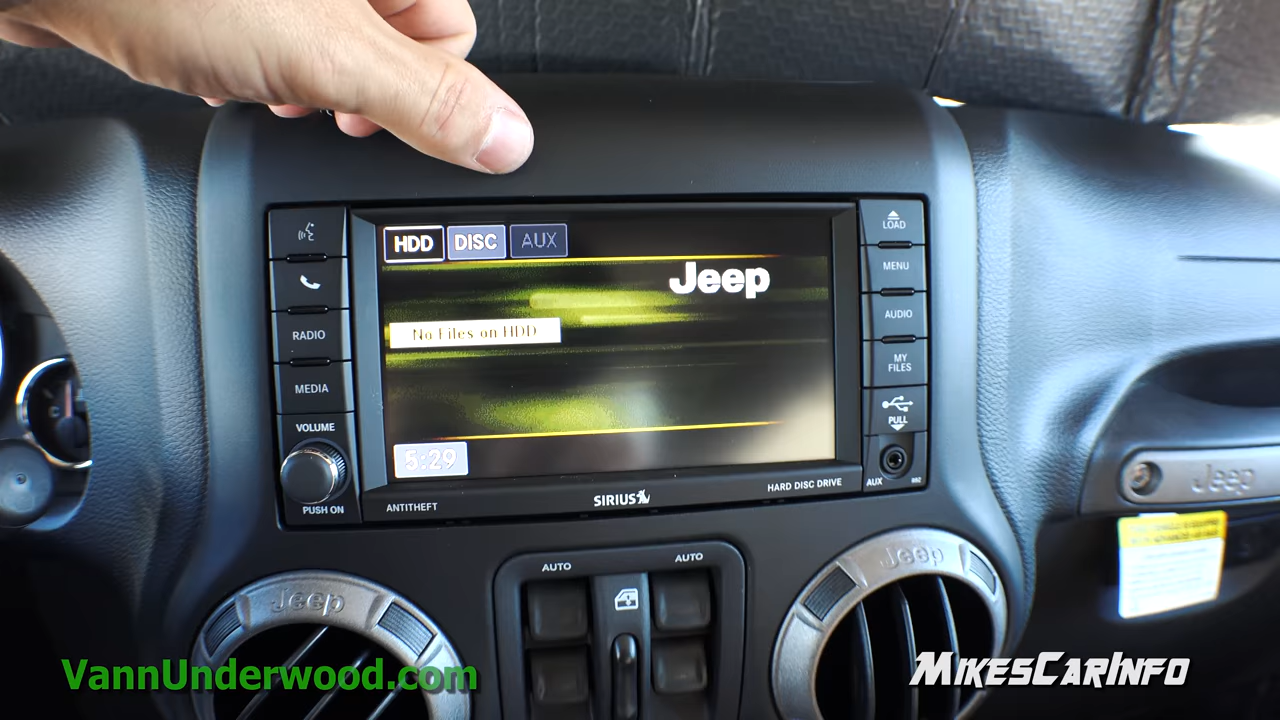 HDD DISC AUX
Jeep
No Files on HDD
5:29
RADIO
MEDIA
VOLUME
PUSH ON
LOAD
MENU
AUDIO
MY
FILES
PULL
AUX
ANTITHEFT
SIRIUS
HARD DISC DRIVE
AUTO
AUTO
Jeep
Jeep
Jeep
VannUnderwood.com
MikesCarInfo